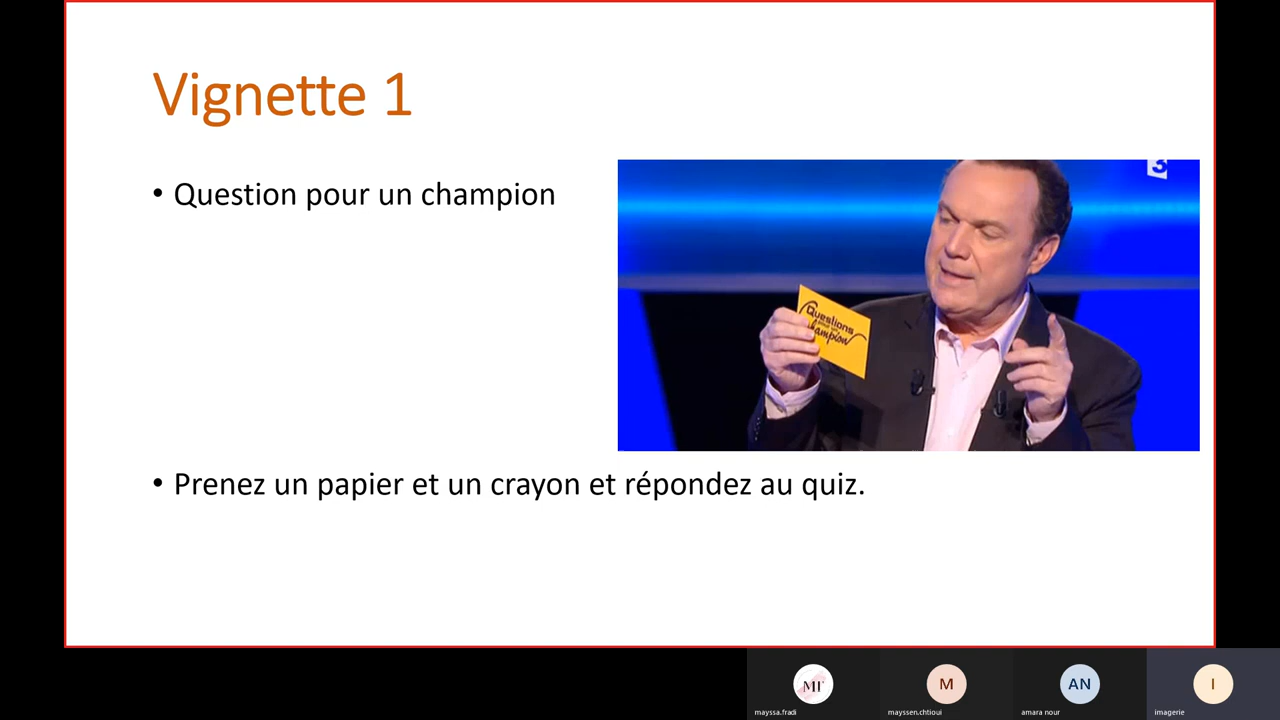 Vignette 1
• Question pour un champion
3
Questions
pour un
Champion
• Prenez un papier et un crayon et répondez au quiz.
MF
M
AN
I
mayssa.fradi
mayssen.chtioui
amara nour
imagerie